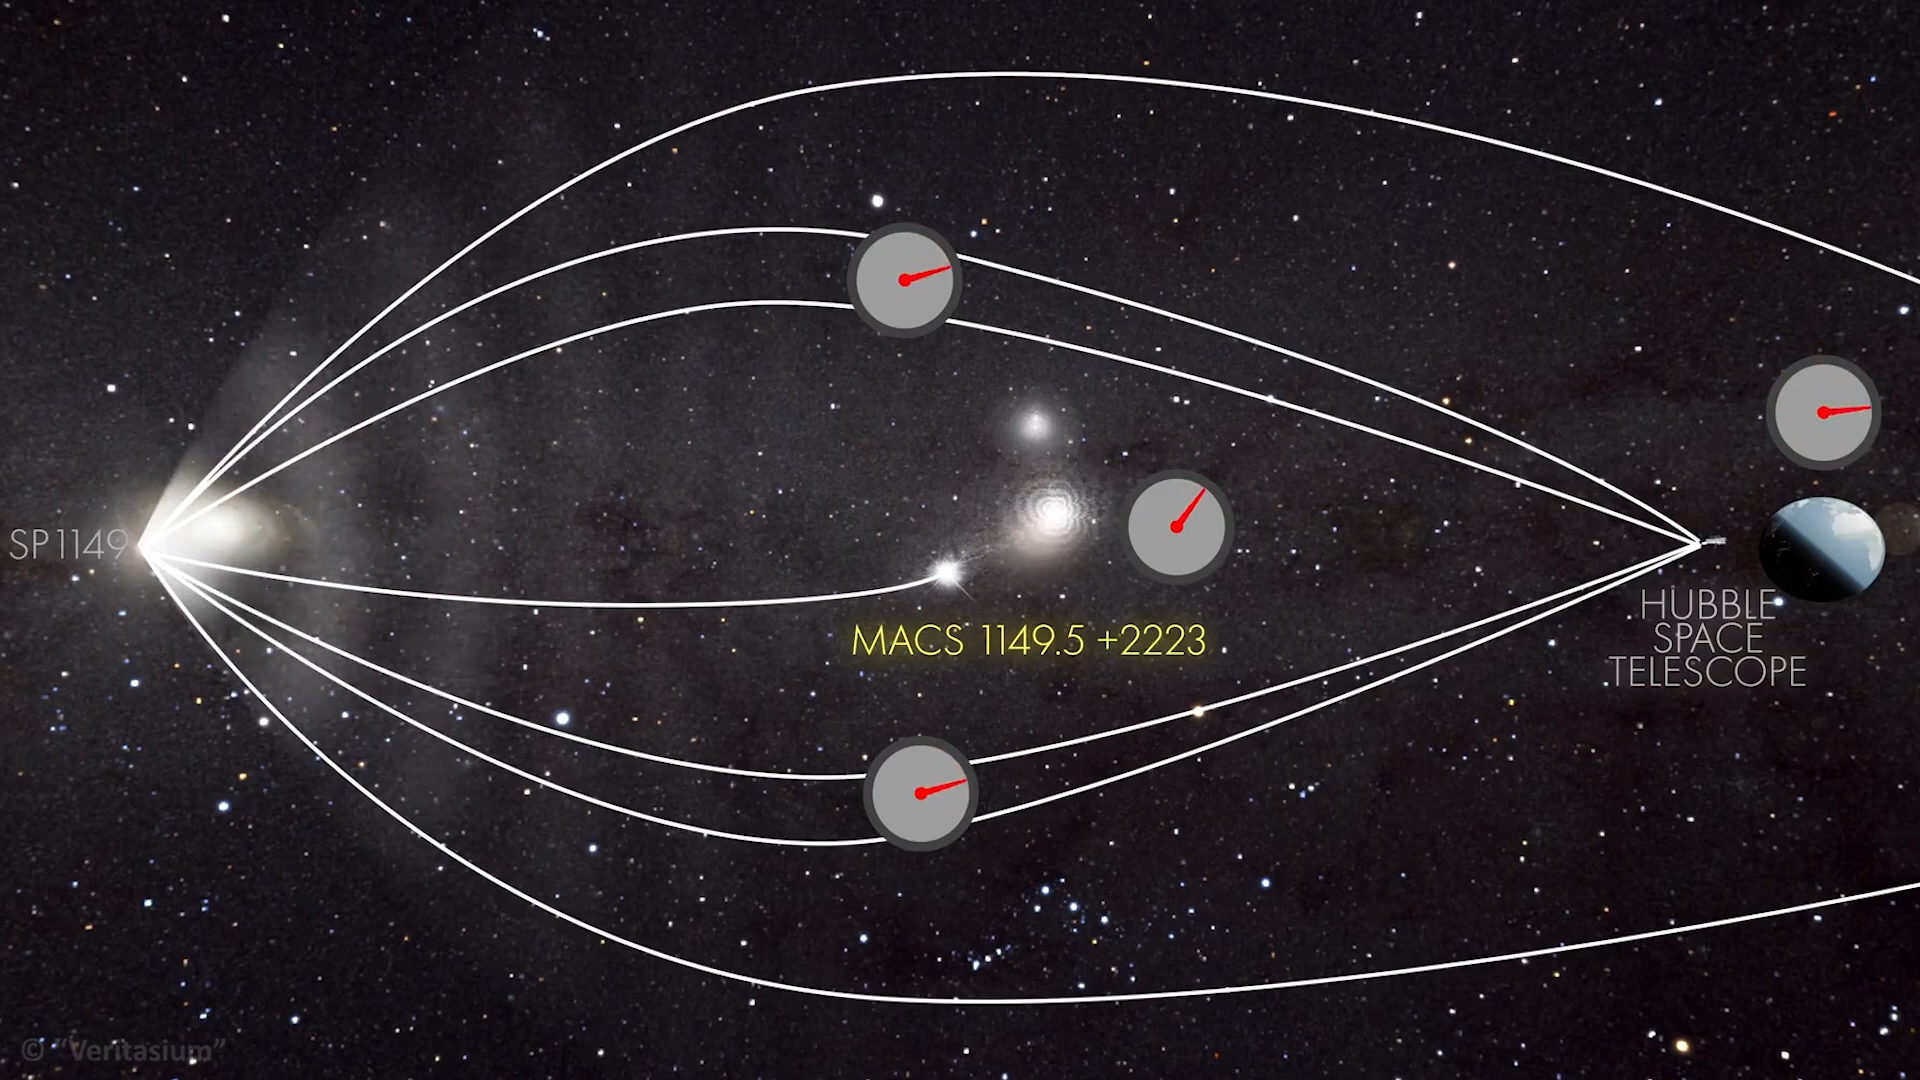 SP1149
MACS 1149.5 +2223
HUBBLE
SPACE
TELESCOPE
© "Veritasium"